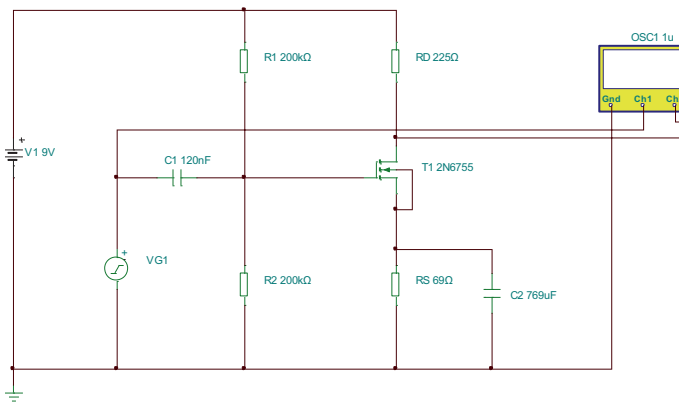 OSC1 1u
Gnd Ch1 Ch
R1 200kΩ
RD 225Ω
+
V1 9V
C1 120nF
T1 2N6755
+
VG1
R2 200kΩ
RS 69Ω
C2 769uF